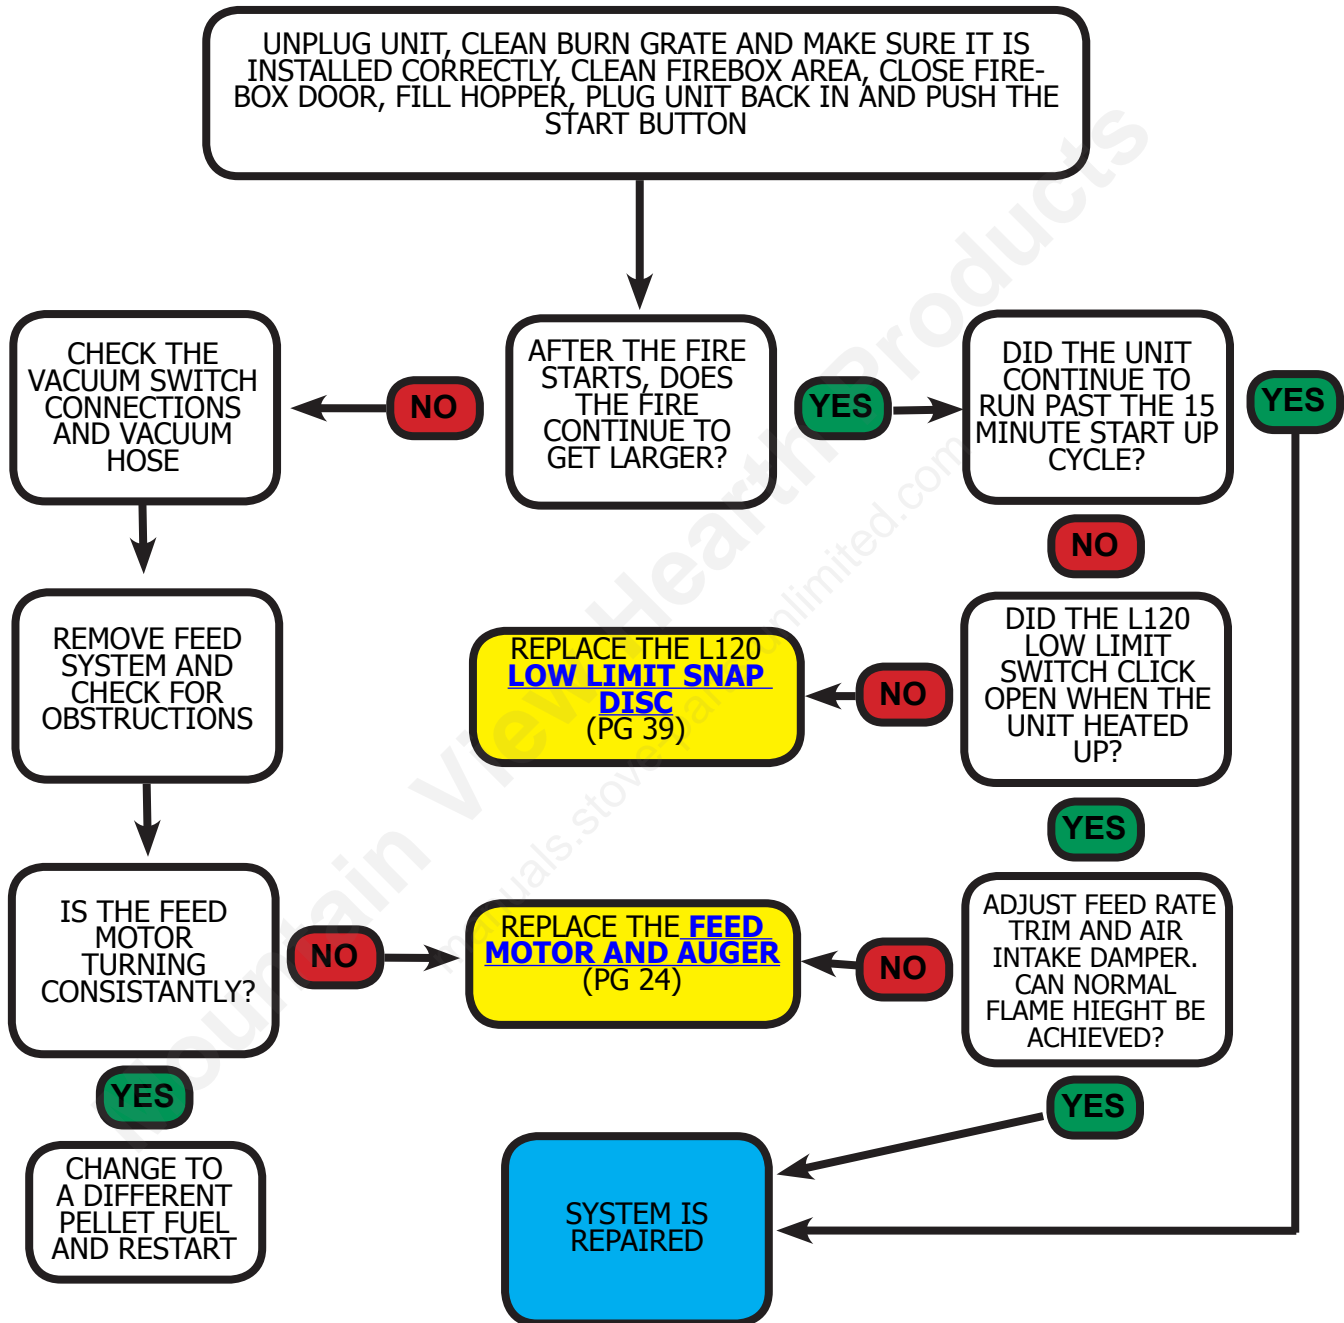 UNPLUG UNIT, CLEAN BURN GRATE AND MAKE SURE IT IS
INSTALLED CORRECTLY, CLEAN FIREBOX AREA, CLOSE FIRE-
BOX DOOR, FILL HOPPER, PLUG UNIT BACK IN AND PUSH THE
START BUTTON
CHECK THE
VACUUM SWITCH
CONNECTIONS
AND VACUUM
HOSE
NO
AFTER THE FIRE
STARTS, DOES
THE FIRE
CONTINUE TO
GET LARGER?
YES
DID THE UNIT
CONTINUE TO
RUN PAST THE 15
MINUTE START UP
CYCLE?
YES
NO
REMOVE FEED
SYSTEM AND
CHECK FOR
OBSTRUCTIONS
REPLACE THE L120
LOW LIMIT SNAP
DISC
(PG 39)
NO
DID THE L120
LOW LIMIT
SWITCH CLICK
OPEN WHEN THE
UNIT HEATED
UP?
YES
IS THE FEED
MOTOR
TURNING
CONSISTANTLY?
NO
REPLACE THE FEED
MOTOR AND AUGER
(PG 24)
NO
ADJUST FEED RATE
TRIM AND AIR
INTAKE DAMPER.
CAN NORMAL
FLAME HIEGHT BE
ACHIEVED?
YES
YES
CHANGE TO
A DIFFERENT
PELLET FUEL
AND RESTART
SYSTEM IS
REPAIRED
Mountain View Hearth Products